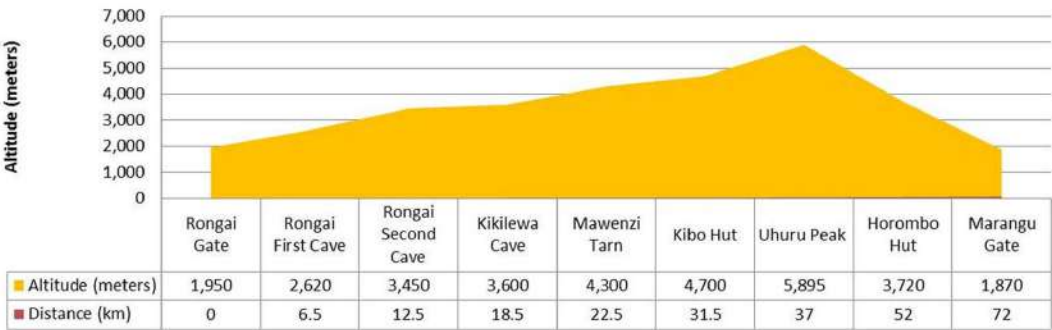 Altitude (meters)
7,000
6,000
5,000
4,000
3,000
2,000
1,000
0
Rongai
Gate
Rongai
First Cave
Rongai
Second
Cave
Kikilewa
Cave
Mawenzi
Tarn
Kibo Hut
Uhuru Peak
Horombo
Hut
Marangu
Gate
Altitude (meters) 1,950 2,620 3,450 3,600 4,300 4,700 5,895 3,720 1,870
Distance (km) 0 6.5 12.5 18.5 22.5 31.5 37 52 72